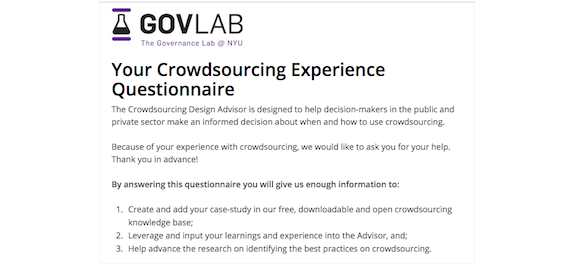 GOVLAB
The Governance Lab @ NYU
Your Crowdsourcing Experience
Questionnaire
The Crowdsourcing Design Advisor is designed to help decision-makers in the public and
private sector make an informed decision about when and how to use crowdsourcing.
Because of your experience with crowdsourcing, we would like to ask you for your help.
Thank you in advance!
By answering this questionnaire you will give us enough information to:
1. Create and add your case-study in our free, downloadable and open crowdsourcing
knowledge base;
2. Leverage and input your learnings and experience into the Advisor, and;
3. Help advance the research on identifying the best practices on crowdsourcing.